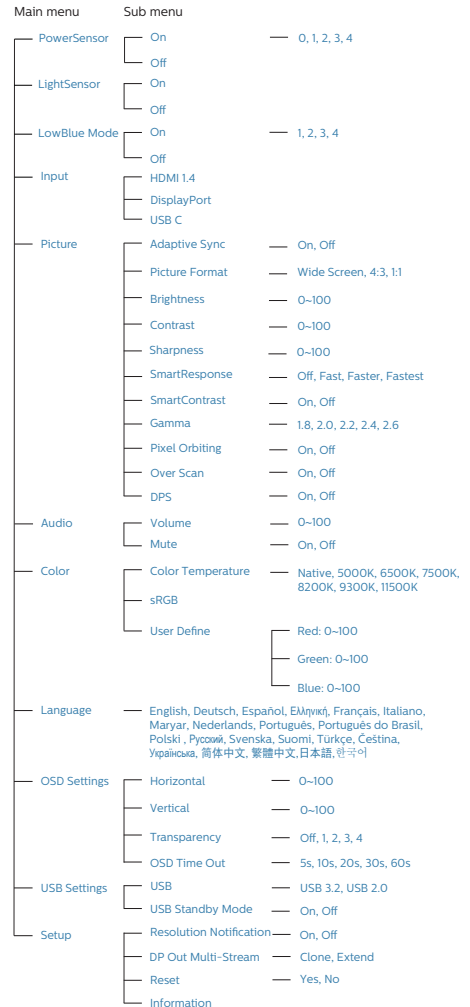 Main menu Sub menu
PowerSensor On 0, 1, 2, 3, 4
Off
LightSensor On
Off
LowBlue Mode On 1, 2, 3, 4
Off
Input HDMI 1.4
DisplayPort
USB C
Picture Adaptive Sync On, Off
Picture Format Wide Screen, 4:3, 1:1
Brightness 0~100
Contrast 0~100
Sharpness 0~100
SmartResponse Off, Fast, Faster, Fastest
SmartContrast On, Off
Gamma 1.8, 2.0, 2.2, 2.4, 2.6
Pixel Orbiting On, Off
Over Scan On, Off
DPS On, Off
Audio Volume 0~100
Mute On, Off
Color Color Temperature Native, 5000K, 6500K, 7500K,
8200K, 9300K, 11500K
sRGB
User Define Red: 0~100
Green: 0~100
Blue: 0~100
Language English, Deutsch, Español, Ελληνική, Français, Italiano,
Maryar, Nederlands, Português, Português do Brasil,
Polski , Русский, Svenska, Suomi, Türkçe, Čeština,
Українська, 简体中文, 繁體中文,日本語,한국어
OSD Settings Horizontal 0~100
Vertical 0~100
Transparency Off, 1, 2, 3, 4
OSD Time Out 5s, 10s, 20s, 30s, 60s
USB Settings USB USB 3.2, USB 2.0
USB Standby Mode On, Off
Setup Resolution Notification On, Off
DP Out Multi-Stream Clone, Extend
Reset Yes, No
Information